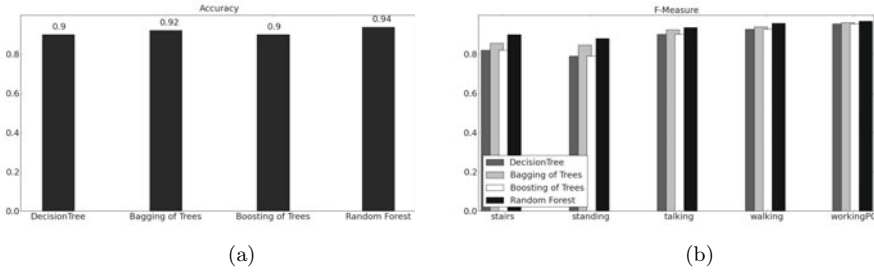 Accuracy
0.9
0.92
0.9
0.94
0.8
0.6
0.4
0.2
0.0
DecisionTree
Bagging of Trees
Boosting of Trees
Random Forest
(a)
F-Measure
0.8
0.6
0.4
0.2
0.0
DecisionTree
Bagging of Trees
Boosting of Trees
Random Forest
stairs
standing
talking
walking
workingPC
(b)